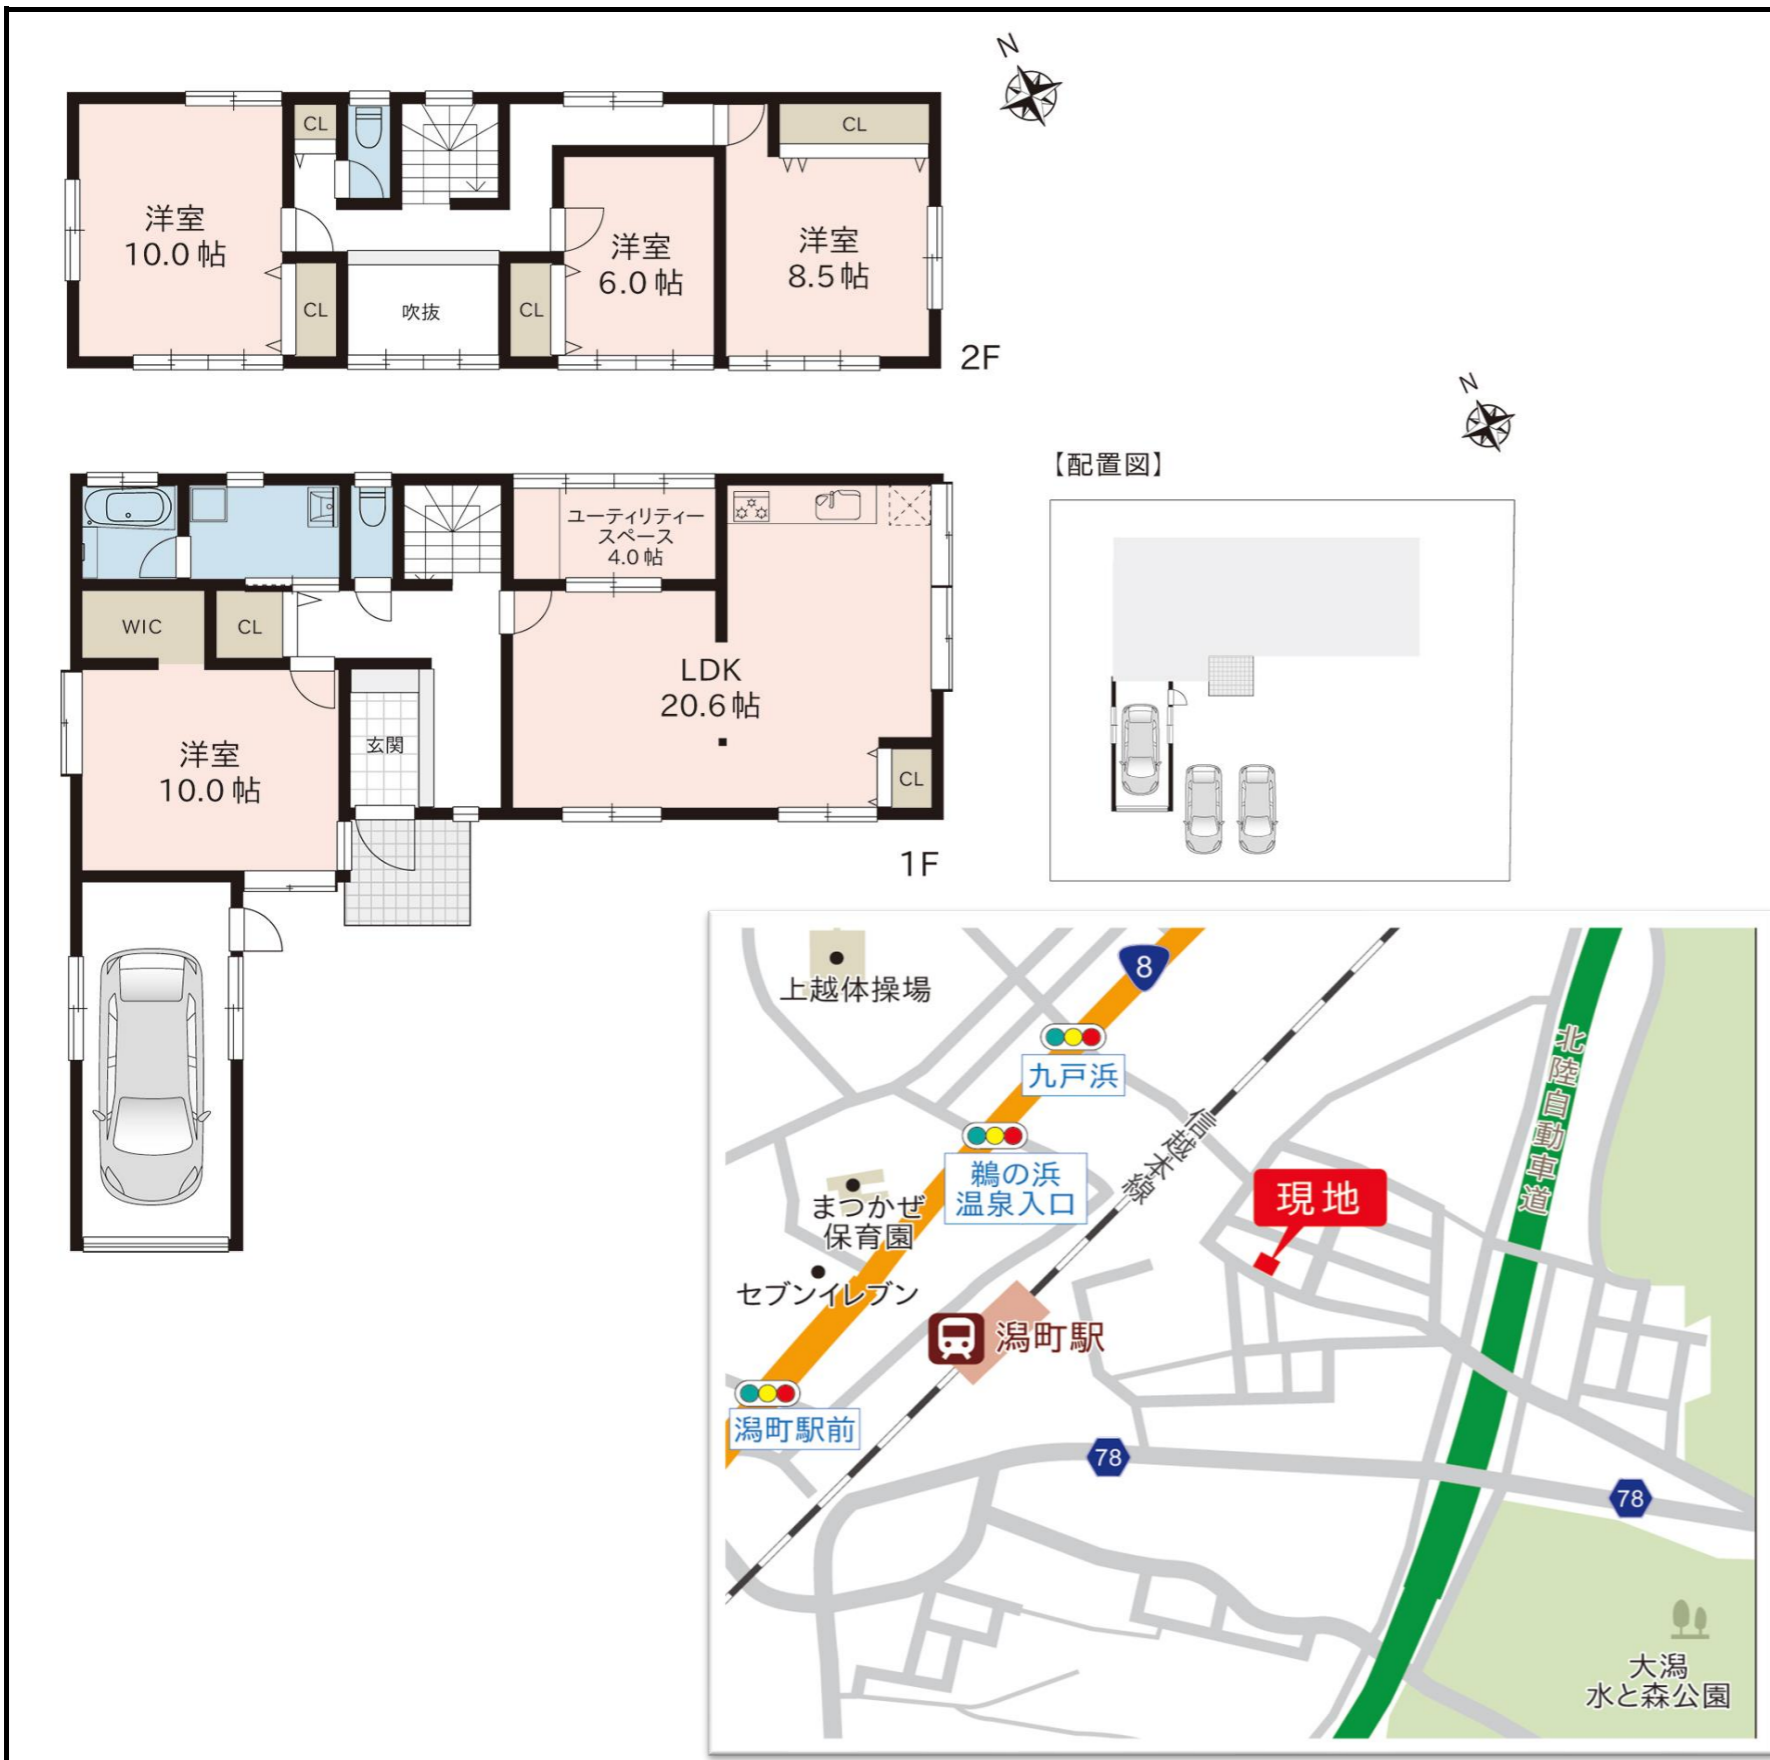 N
CL
CL
洋室
10.0帖
洋室
6.0帖
洋室
8.5帖
CL
吹抜
CL
2F
N
【配置図】
ユーティリティー
スペース
4.0帖
WIC
CL
LDK
20.6帖
玄関
洋室
10.0帖
CL
1F
8
上越体操場
九戸浜
北陸自動車道
信越本線
鵜の浜
温泉入口
現地
まつかぜ
保育園
セブンイレブン
潟町駅
潟町駅前
78
78
大潟
水と森公園